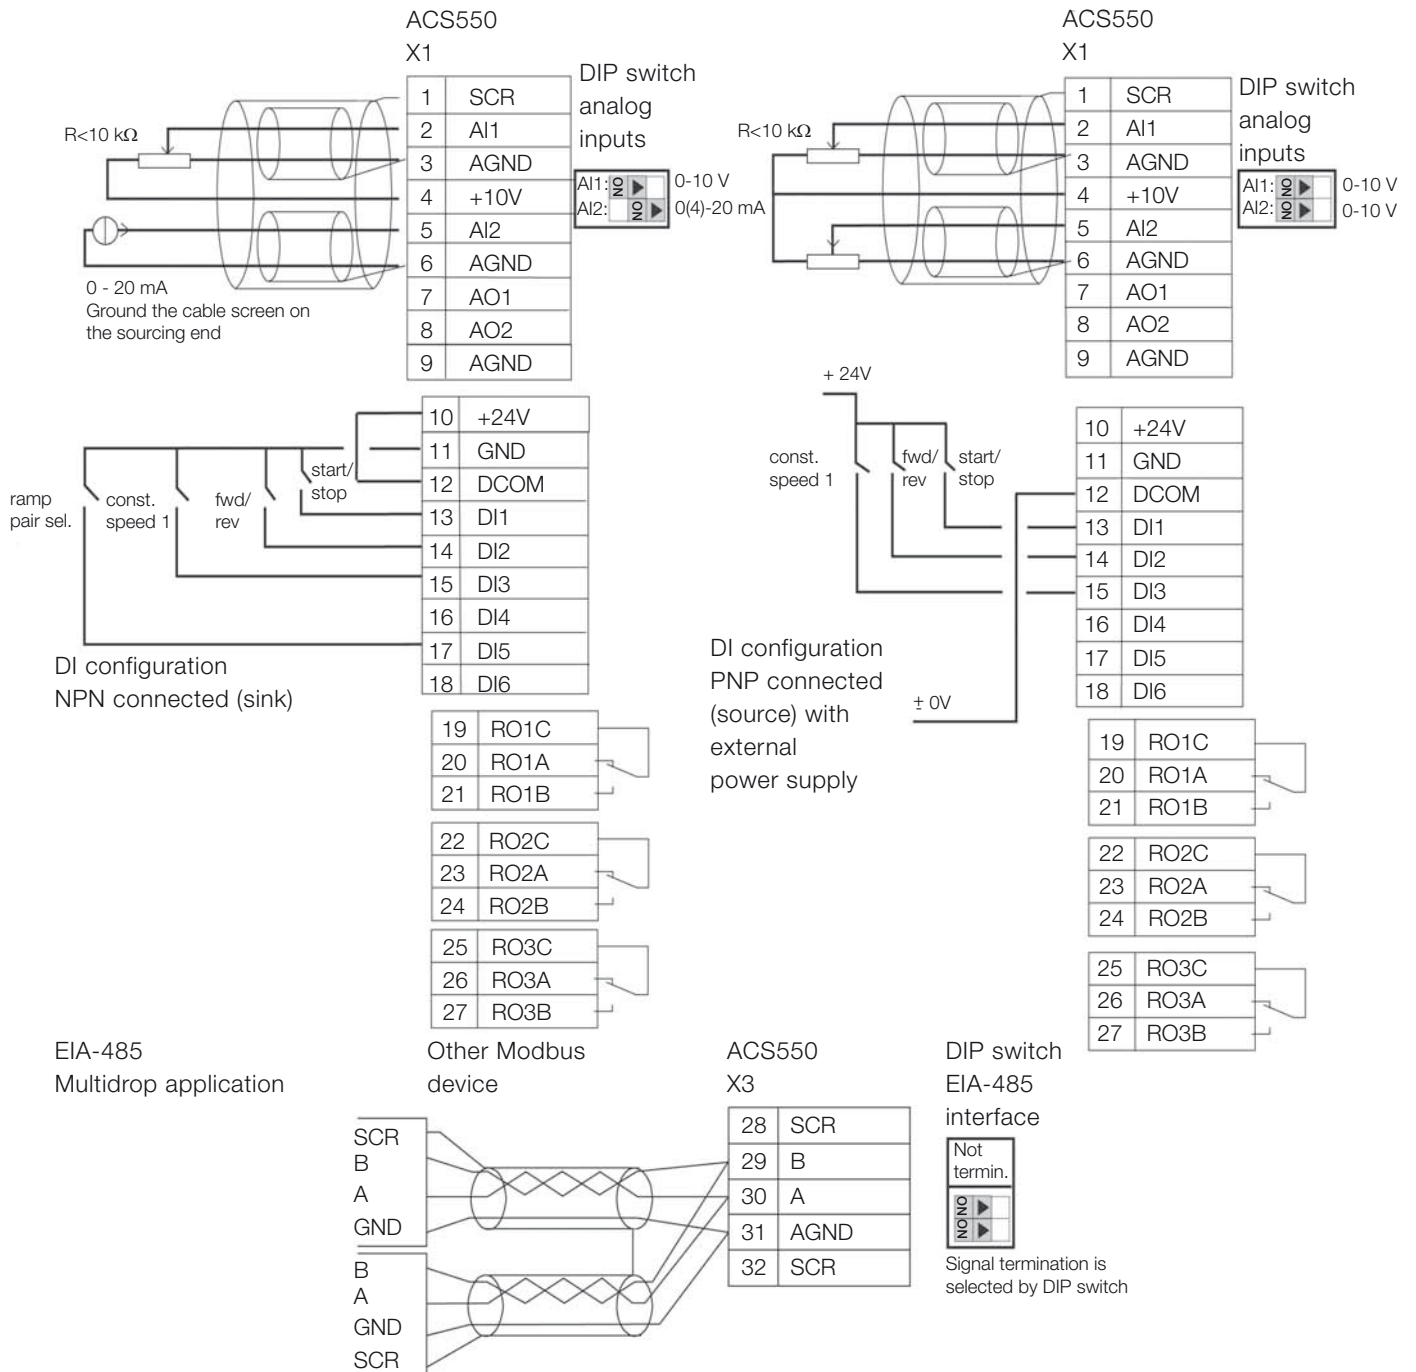 ACS550
X1
DIP switch
analog
inputs
R<10 kΩ
1 SCR
2 AI1
3 AGND
4 +10V
5 AI2
6 AGND
7 AO1
8 AO2
9 AGND
AI1: ON 0-10 V
AI2: ON 0(4)-20 mA
0 - 20 mA
Ground the cable screen on
the sourcing end
10 +24V
11 GND
12 DCOM
13 DI1
14 DI2
15 DI3
16 DI4
17 DI5
18 DI6
ramp
pair sel.
const.
speed 1
fwd/
rev
start/
stop
DI configuration
NPN connected (sink)
19 RO1C
20 RO1A
21 RO1B
22 RO2C
23 RO2A
24 RO2B
25 RO3C
26 RO3A
27 RO3B
ACS550
X1
DIP switch
analog
inputs
R<10 kΩ
1 SCR
2 AI1
3 AGND
4 +10V
5 AI2
6 AGND
7 AO1
8 AO2
9 AGND
AI1: ON 0-10 V
AI2: ON 0-10 V
+ 24V
const.
speed 1
fwd/
rev
start/
stop
10 +24V
11 GND
12 DCOM
13 DI1
14 DI2
15 DI3
16 DI4
17 DI5
18 DI6
DI configuration
PNP connected
(source) with
external
power supply
± 0V
19 RO1C
20 RO1A
21 RO1B
22 RO2C
23 RO2A
24 RO2B
25 RO3C
26 RO3A
27 RO3B
EIA-485
Multidrop application
Other Modbus
device
SCR
B
A
GND
B
A
GND
SCR
ACS550
X3
28 SCR
29 B
30 A
31 AGND
32 SCR
DIP switch
EIA-485
interface
Not
termin.
ON
ON
Signal termination is
selected by DIP switch